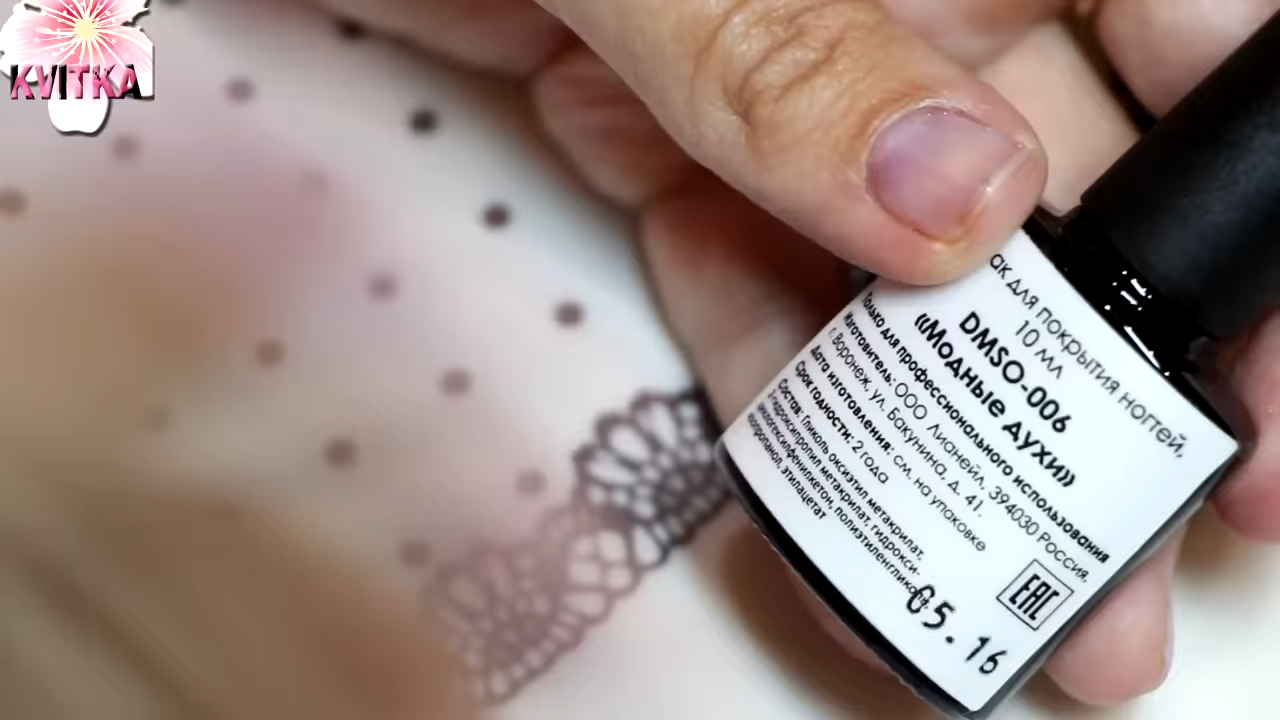 KVITKA
ак для покрытия ногтей,
10 мл
DMSO-006
«Модные духи»
Только для профессионального использования
Изготовитель: ООО Лианейл, 394030 Россия,
г. Воронеж, ул. Бакунина, д. 41.
Дата изготовления: см. на упаковке
Срок годности: 2 года
Состав: Гликоль оксиэтил метакрилат,
2-гидроксипропил метакрилат, гидрокси-
полиэтиленгликоль,
изопропанол, этилацетат
EAC
05.16